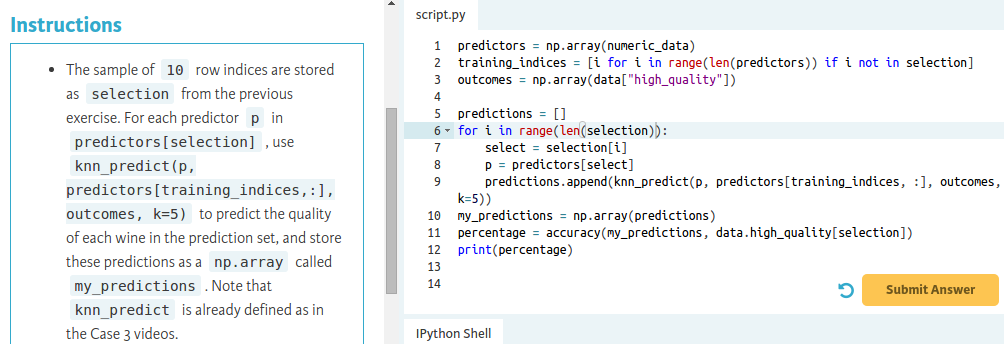 Instructions
The sample of 10 row indices are stored
as selection from the previous
exercise. For each predictor p in
predictors[selection] , use
knn_predict(p,
predictors[training_indices,:],
outcomes, k=5) to predict the quality
of each wine in the prediction set, and store
these predictions as a np.array called
my_predictions . Note that
knn_predict is already defined as in
the Case 3 videos.
script.py
1 predictors = np.array(numeric_data)
2 training_indices = [i for i in range(len(predictors)) if i not in selection]
3 outcomes = np.array(data["high_quality"])
4
5 predictions = []
6 for i in range(len(selection)):
7 select = selection[i]
8 p = predictors[select]
9 predictions.append(knn_predict(p, predictors[training_indices, :], outcomes,
k=5))
10 my_predictions = np.array(predictions)
11 percentage = accuracy(my_predictions, data.high_quality[selection])
12 print(percentage)
13
14
Submit Answer
IPython Shell